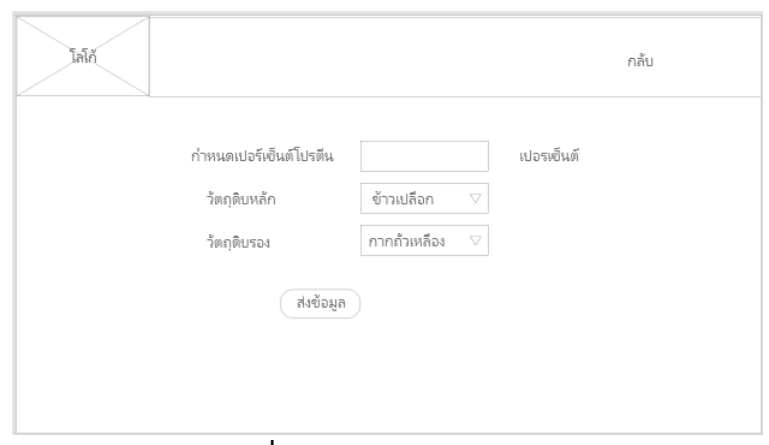 โลโก้
กลับ
กำหนดเปอร์เซ็นต์โปรตีน เปอรเซ็นต์
วัตถุดิบหลัก ข้าวเปลือก
วัตถุดิบรอง กากถั่วเหลือง
ส่งข้อมูล